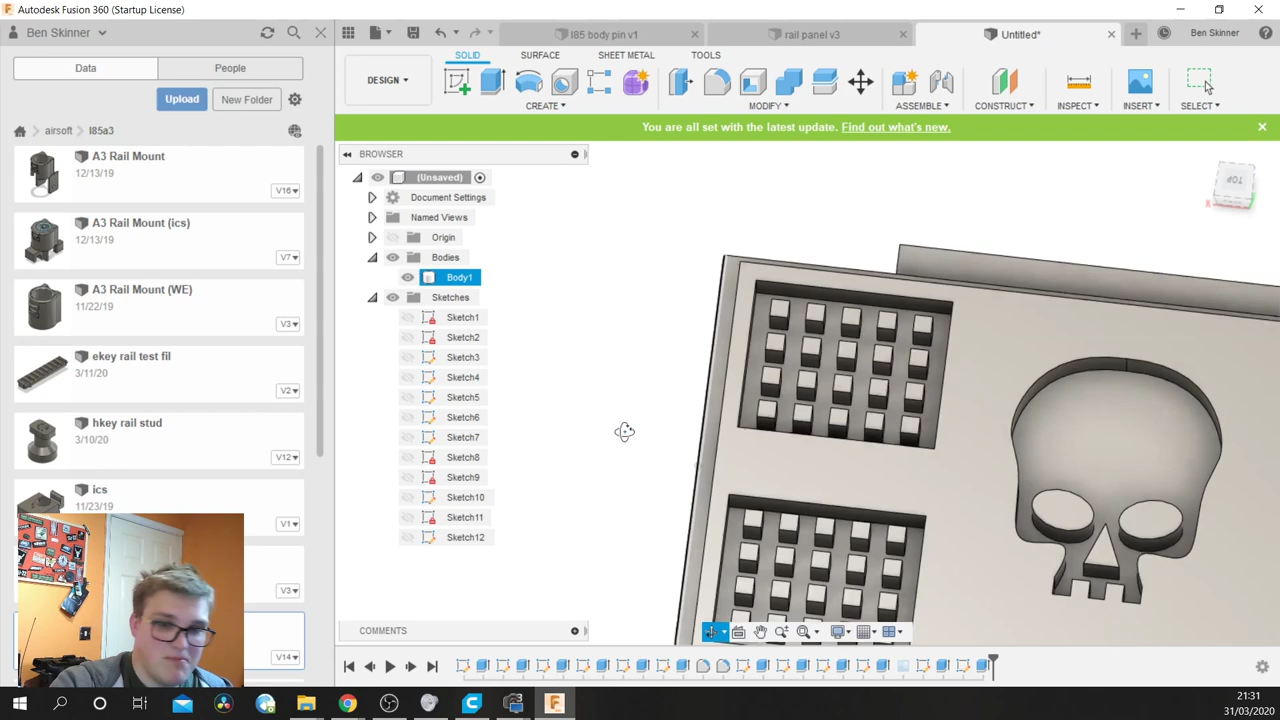 Autodesk Fusion 360 (Startup License)
Ben Skinner
I85 body pin v1
rail panel v3
Untitled*
Ben Skinner
Data
People
SOLID
SURFACE
SHEET METAL
TOOLS
DESIGN
Upload
New Folder
CREATE
MODIFY
ASSEMBLE
CONSTRUCT
INSPECT
INSERT
SELECT
airsoft
l85a3
You are all set with the latest update. Find out what's new.
BROWSER
A3 Rail Mount
12/13/19
V16
(Unsaved)
Document Settings
Named Views
Origin
Bodies
Body1
Sketches
Sketch1
Sketch2
Sketch3
Sketch4
Sketch5
Sketch6
Sketch7
Sketch8
Sketch9
Sketch10
Sketch11
Sketch12
TOP
A3 Rail Mount (ics)
12/13/19
V7
A3 Rail Mount (WE)
11/22/19
V3
ekey rail test fil
3/11/20
V2
hkey rail stud
3/10/20
V12
ics
11/23/19
V1
V3
V14
COMMENTS
21:31
31/03/2020